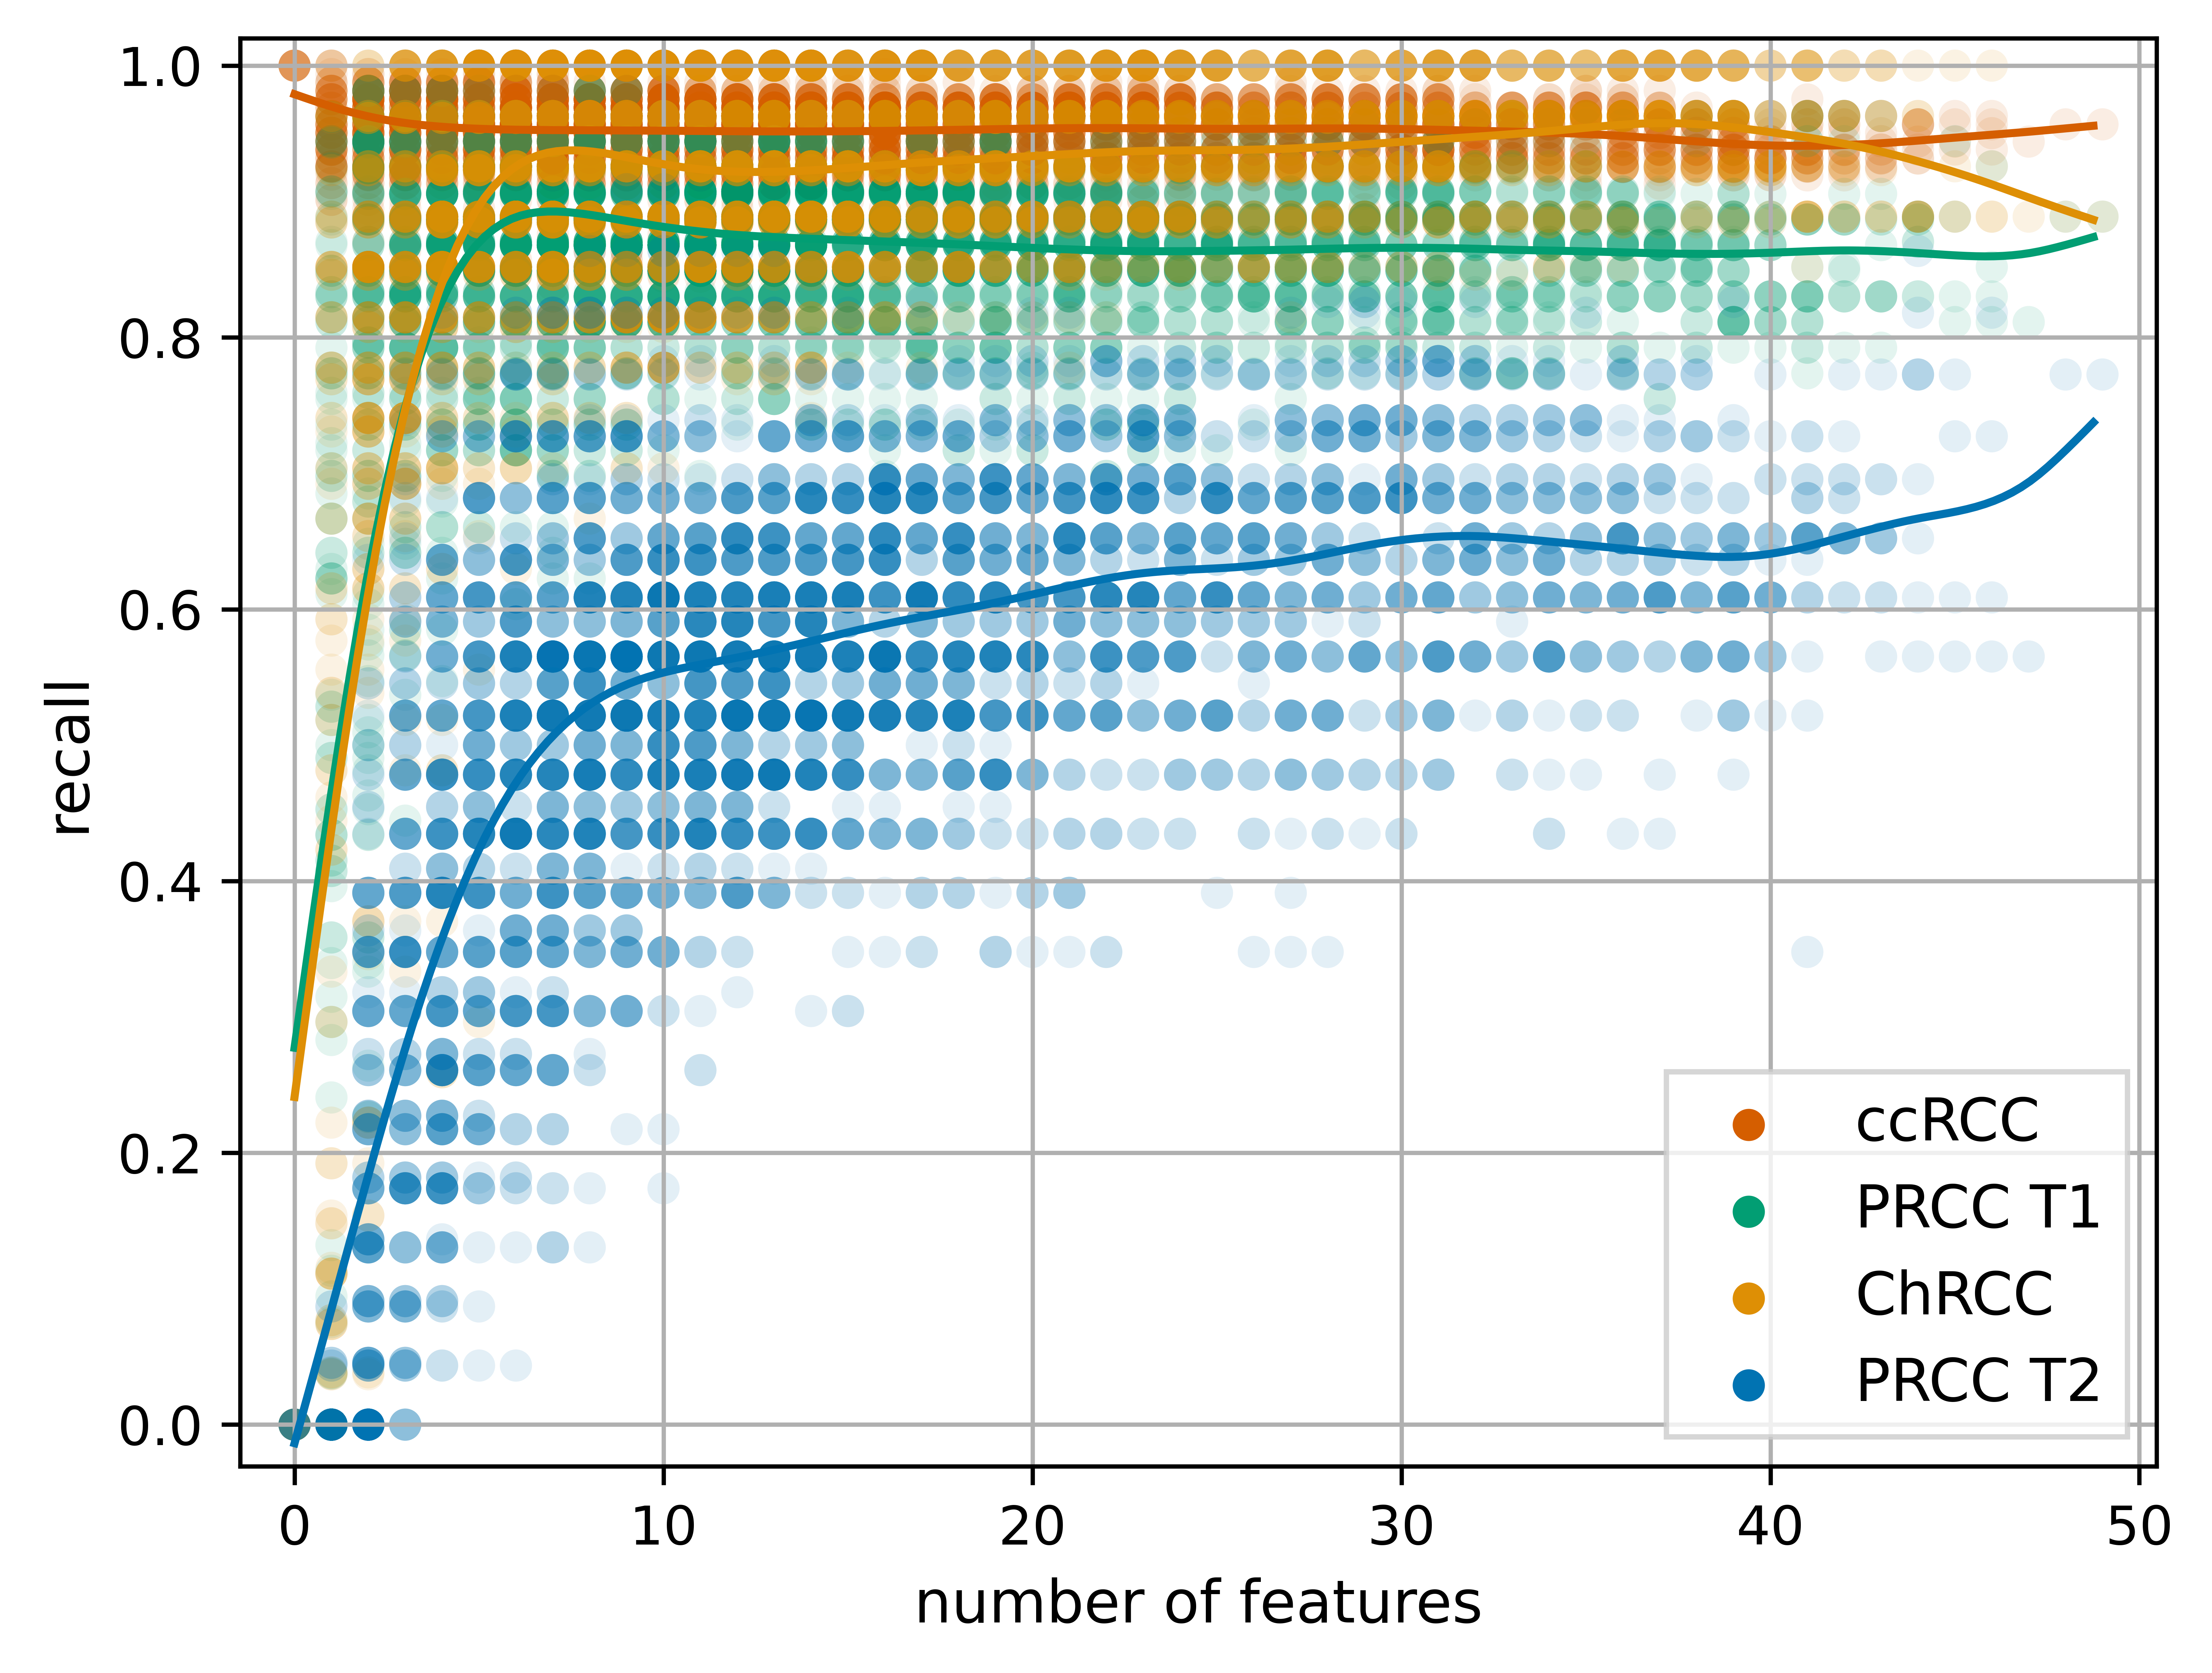 1.0
0.8
0.6
0.4
0.2
0.0
recall
0 10 20 30 40 50
number of features
ccRCC
PRCC T1
ChRCC
PRCC T2